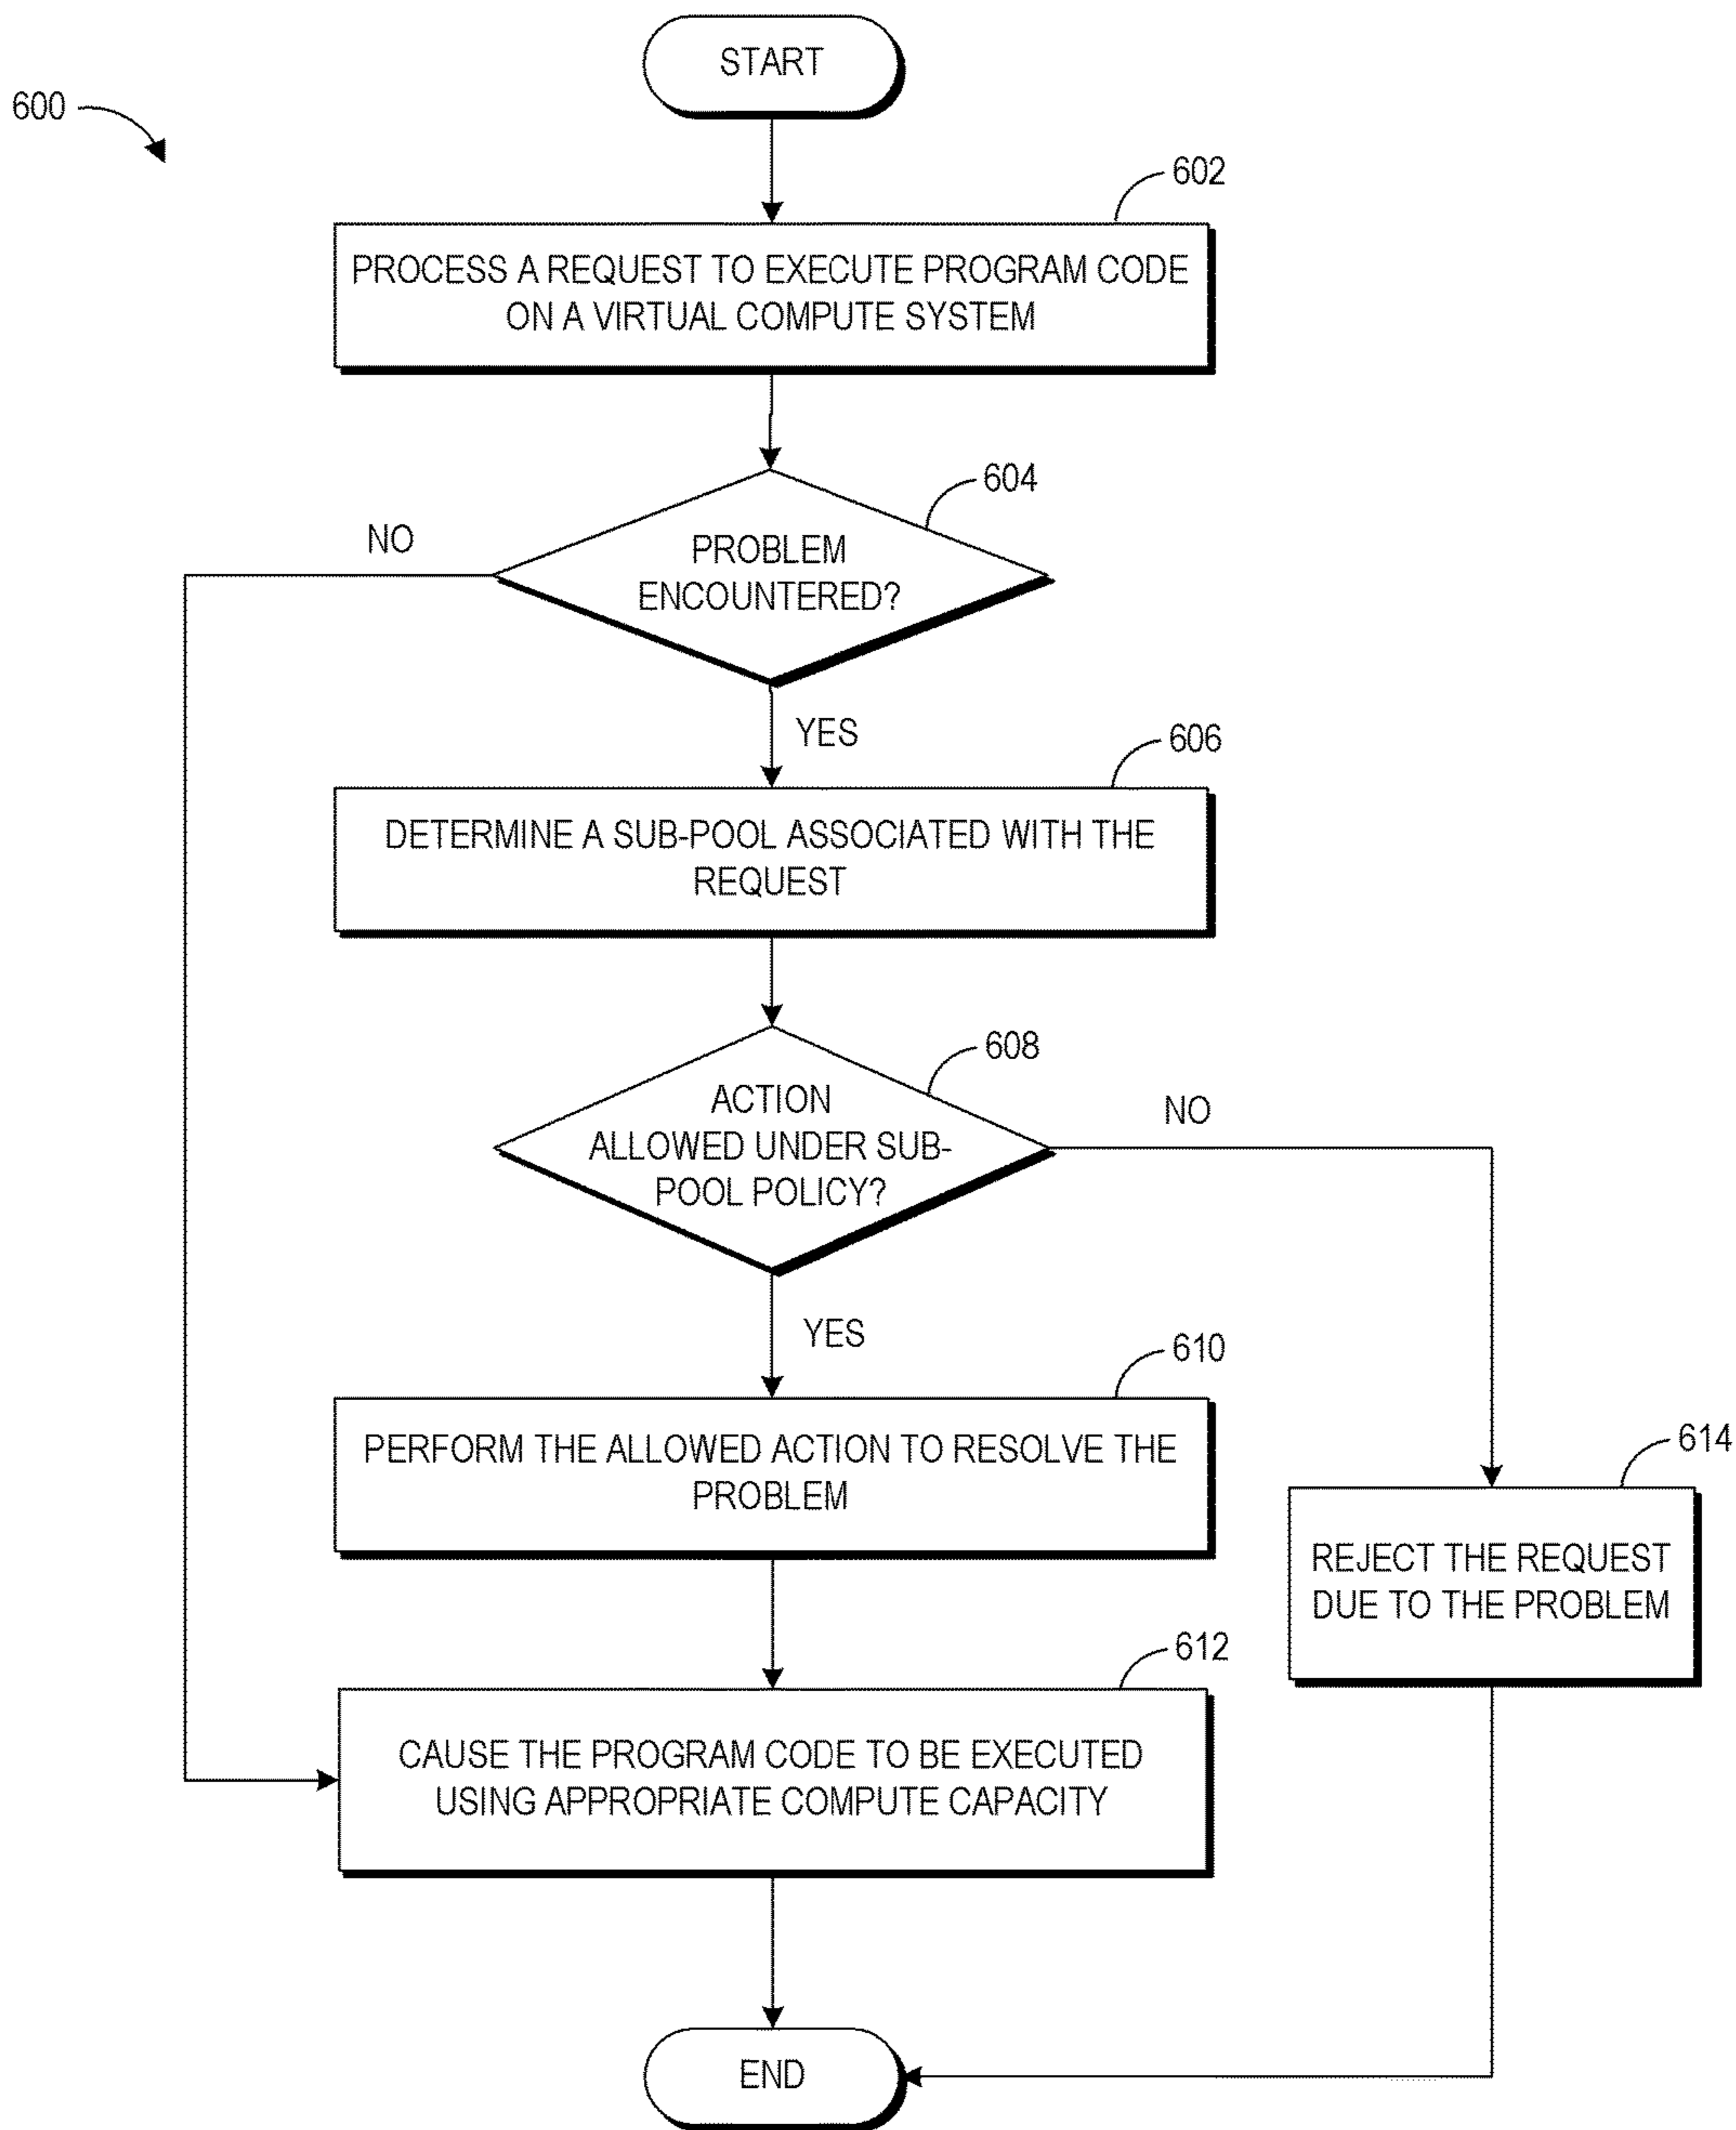 START
600
602
PROCESS A REQUEST TO EXECUTE PROGRAM CODE
ON A VIRTUAL COMPUTE SYSTEM
604
NO
PROBLEM
ENCOUNTERED?
YES
606
DETERMINE A SUB-POOL ASSOCIATED WITH THE
REQUEST
608
ACTION
ALLOWED UNDER SUB-
POOL POLICY?
NO
YES
610
PERFORM THE ALLOWED ACTION TO RESOLVE THE
PROBLEM
614
REJECT THE REQUEST
DUE TO THE PROBLEM
612
CAUSE THE PROGRAM CODE TO BE EXECUTED
USING APPROPRIATE COMPUTE CAPACITY
END